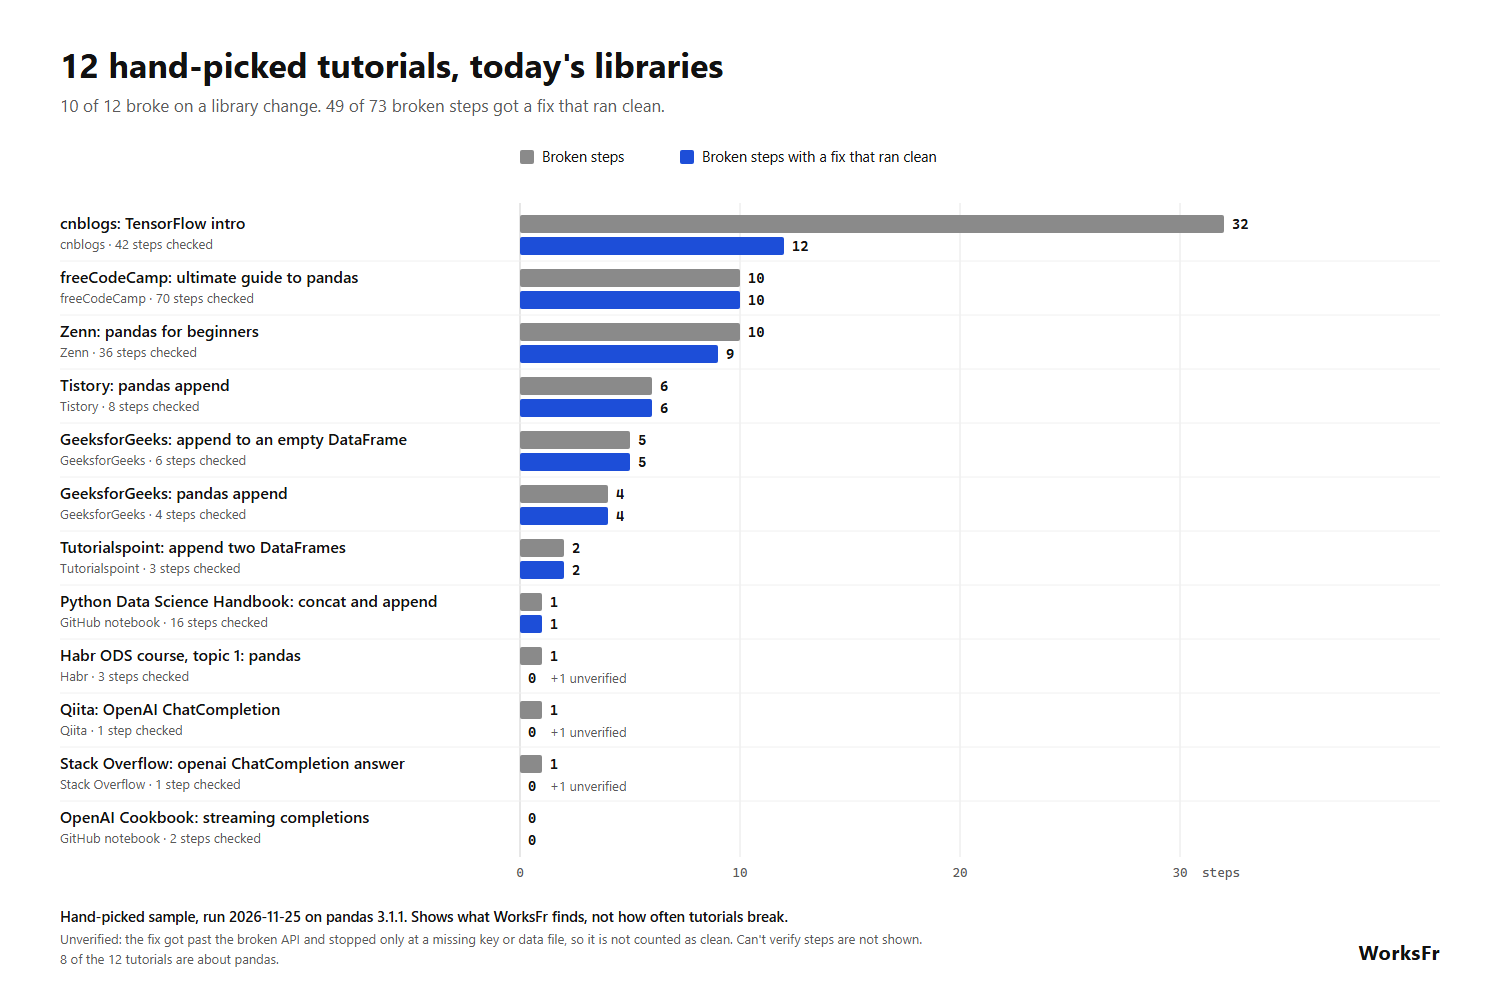 12 hand-picked tutorials, today's libraries
10 of 12 broke on a library change. 49 of 73 broken steps got a fix that ran clean.
Broken steps
Broken steps with a fix that ran clean
cnblogs: TensorFlow intro
cnblogs · 42 steps checked
32
12
freeCodeCamp: ultimate guide to pandas
freeCodeCamp · 70 steps checked
10
10
Zenn: pandas for beginners
Zenn · 36 steps checked
10
9
Tistory: pandas append
Tistory · 8 steps checked
6
6
GeeksforGeeks: append to an empty DataFrame
GeeksforGeeks · 6 steps checked
5
5
GeeksforGeeks: pandas append
GeeksforGeeks · 4 steps checked
4
4
Tutorialspoint: append two DataFrames
Tutorialspoint · 3 steps checked
2
2
Python Data Science Handbook: concat and append
GitHub notebook · 16 steps checked
1
1
Habr ODS course, topic 1: pandas
Habr · 3 steps checked
1
0 +1 unverified
Qiita: OpenAI ChatCompletion
Qiita · 1 step checked
1
0 +1 unverified
Stack Overflow: openai ChatCompletion answer
Stack Overflow · 1 step checked
1
0 +1 unverified
OpenAI Cookbook: streaming completions
GitHub notebook · 2 steps checked
0
0
0 10 20 30 steps
Hand-picked sample, run 2026-11-25 on pandas 3.1.1. Shows what WorksFr finds, not how often tutorials break.
Unverified: the fix got past the broken API and stopped only at a missing key or data file, so it is not counted as clean. Can't verify steps are not shown.
8 of the 12 tutorials are about pandas.
WorksFr